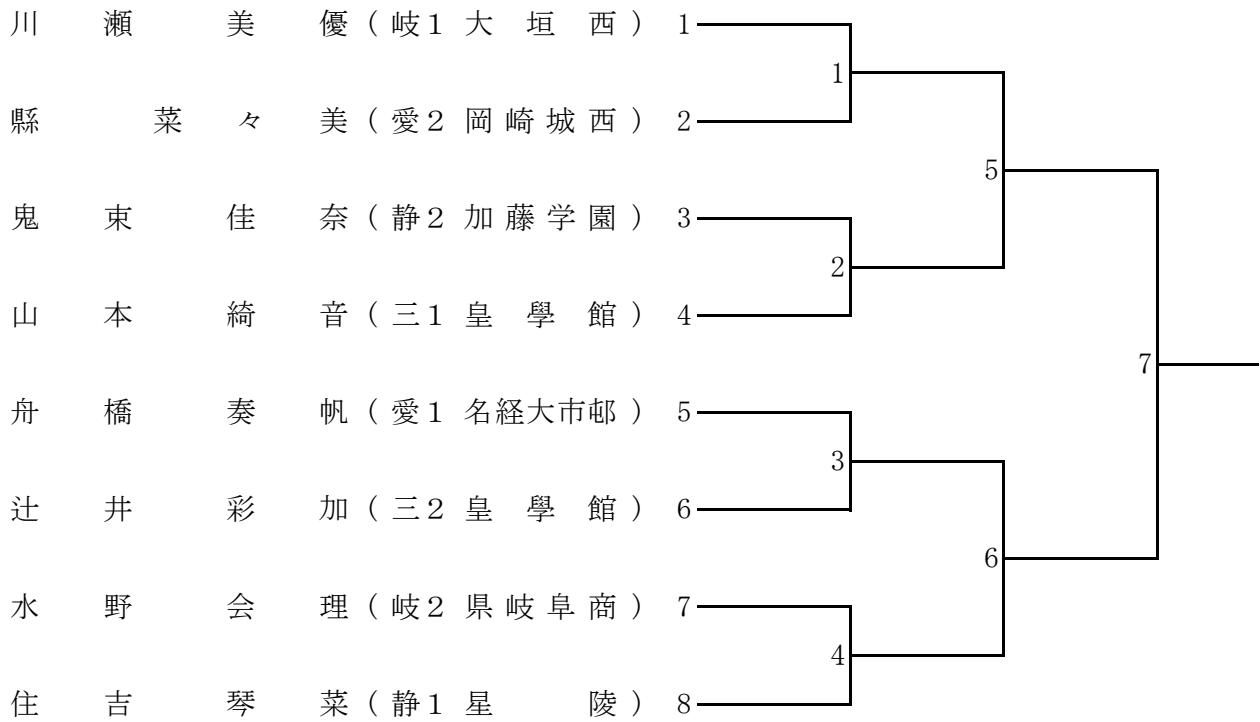 川瀬美優（岐１大垣西）1
1
縣菜々美（愛２岡崎城西）2
5
鬼束佳奈（静２加藤学園）3
2
山本綺音（三１皇學館）4
7
舟橋奏帆（愛１名経大市邨）5
3
辻井彩加（三２皇學館）6
6
水野会理（岐２県岐阜商）7
4
住吉琴菜（静１星陵）8